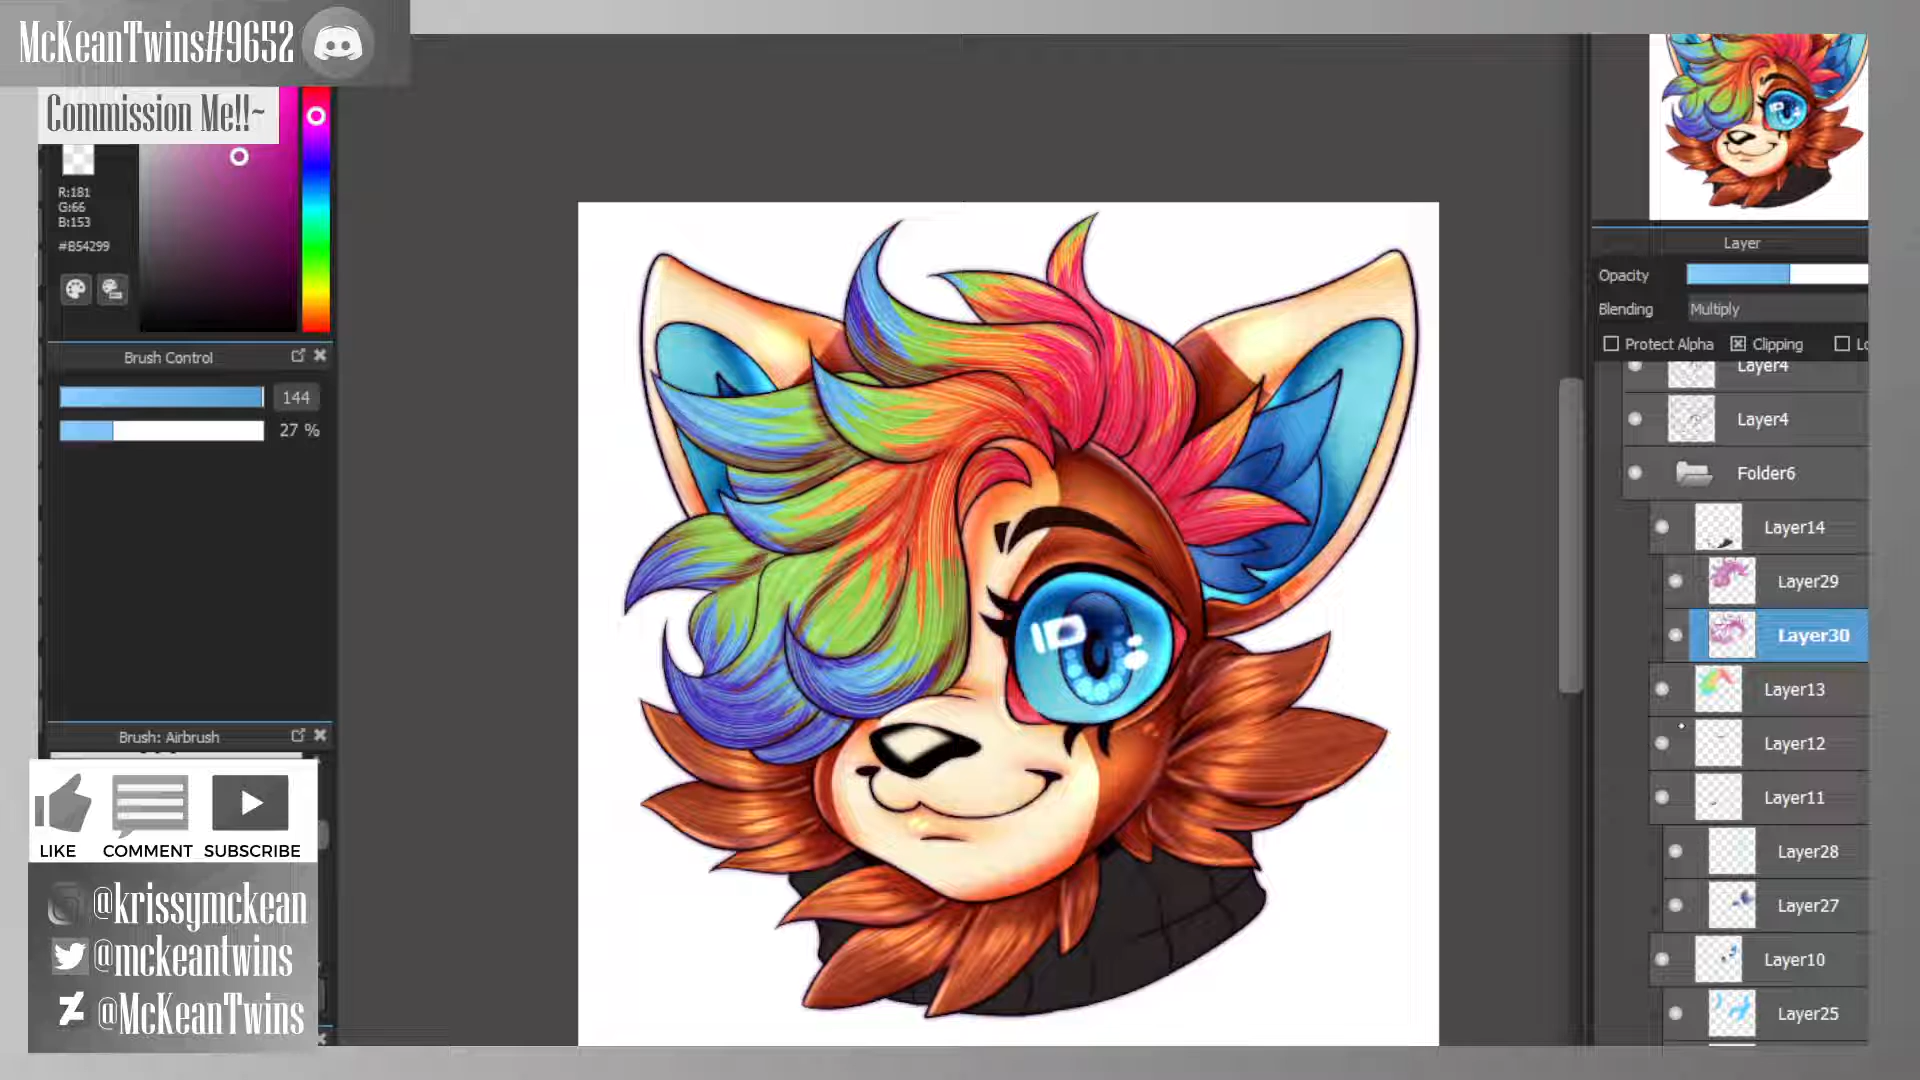 McKeanTwins#9652
Commission Me!!~
R:181
G:66
B:153
#B54299
Brush Control
144
27 %
Brush: Airbrush
LIKE
COMMENT
SUBSCRIBE
@krissymckean
@mckeantwins
@McKeanTwins
Layer
Opacity
Blending
Multiply
Protect Alpha
Clipping
Layer4
Layer4
Folder6
Layer14
Layer29
Layer30
Layer13
Layer12
Layer11
Layer28
Layer27
Layer10
Layer25